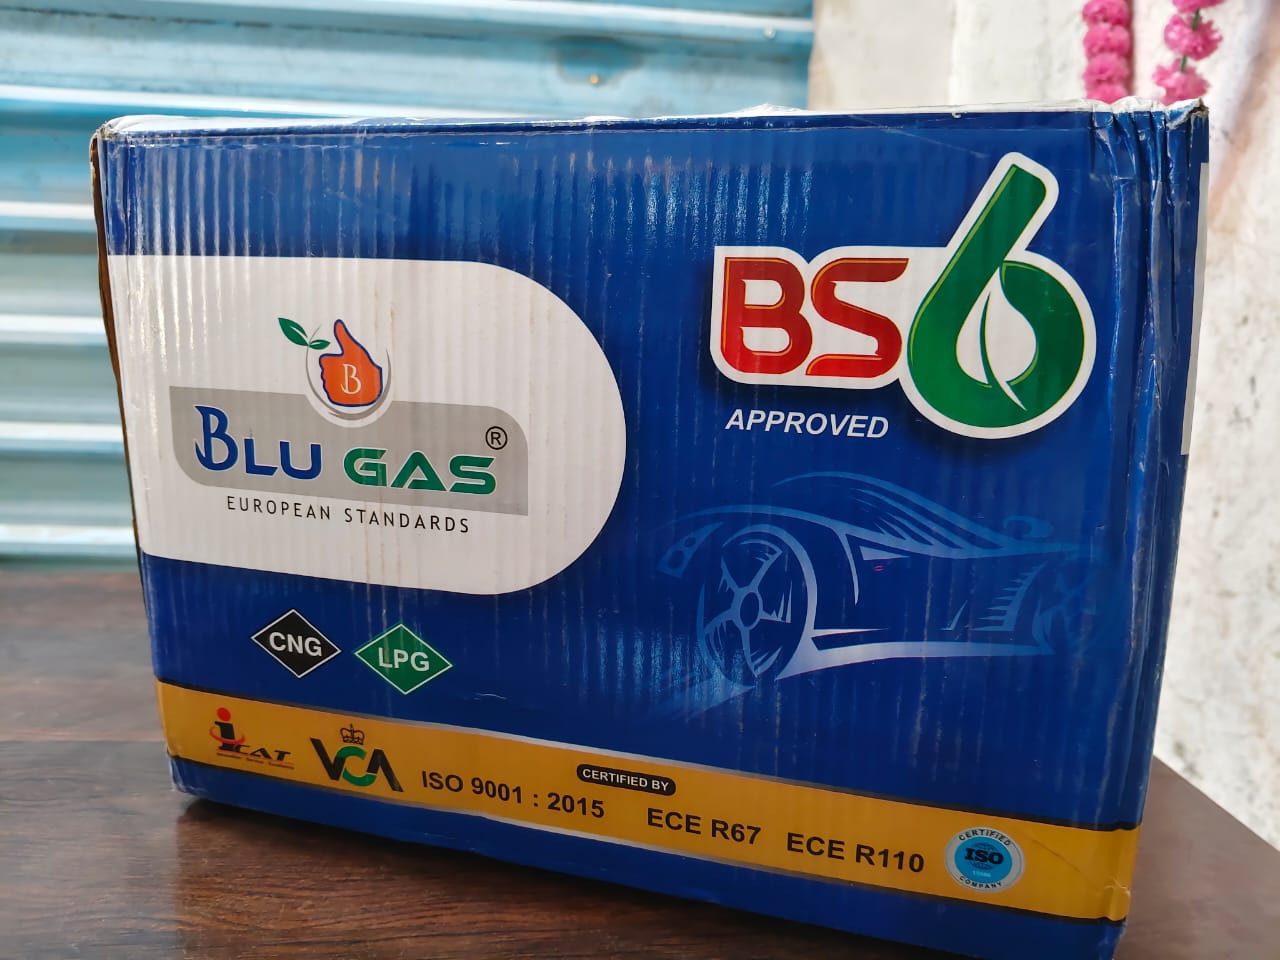 BS6
APPROVED
B
BLU GAS®
EUROPEAN STANDARDS
CNG
LPG
iCAT
VCA
CERTIFIED BY
ISO 9001 : 2015
ECE R67
ECE R110
CERTIFIED
ISO
COMPANY